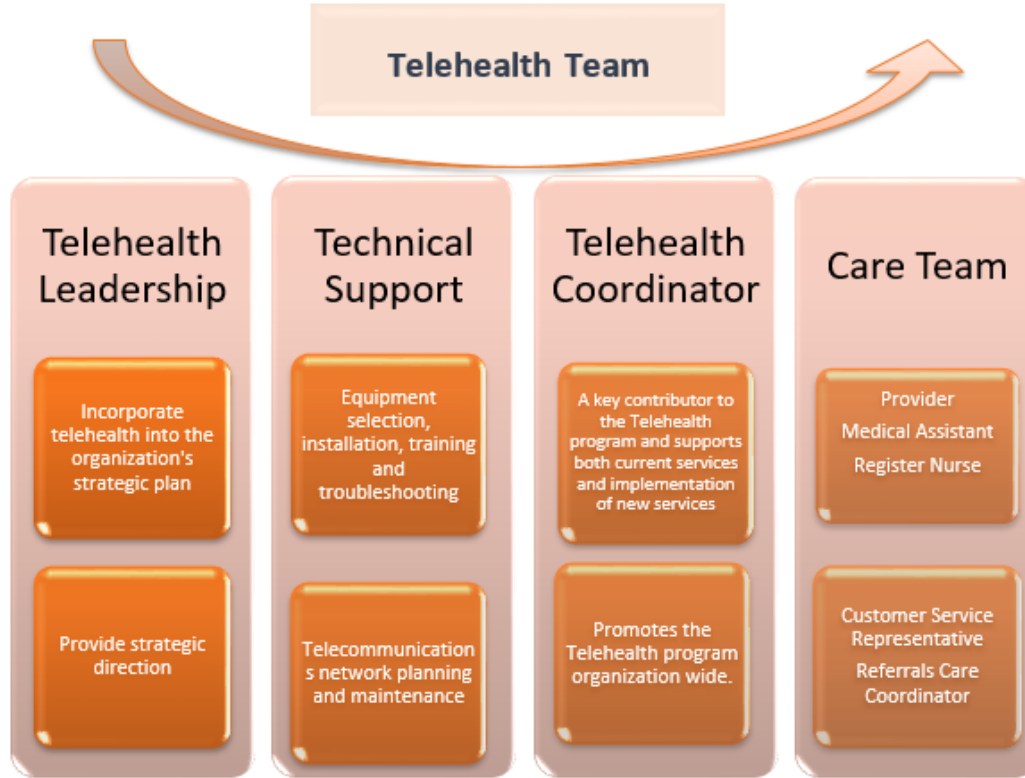 Telehealth Team
Telehealth
Leadership
Incorporate
telehealth into the
organization's
strategic plan
Provide strategic
direction
Technical
Support
Equipment
selection,
installation, training
and
troubleshooting
Telecommunication
s network planning
and maintenance
Telehealth
Coordinator
A key contributor to
the Telehealth
program and supports
both current services
and implementation
of new services
Promotes the
Telehealth program
organization wide.
Care Team
Provider
Medical Assistant
Register Nurse
Customer Service
Representative
Referrals Care
Coordinator